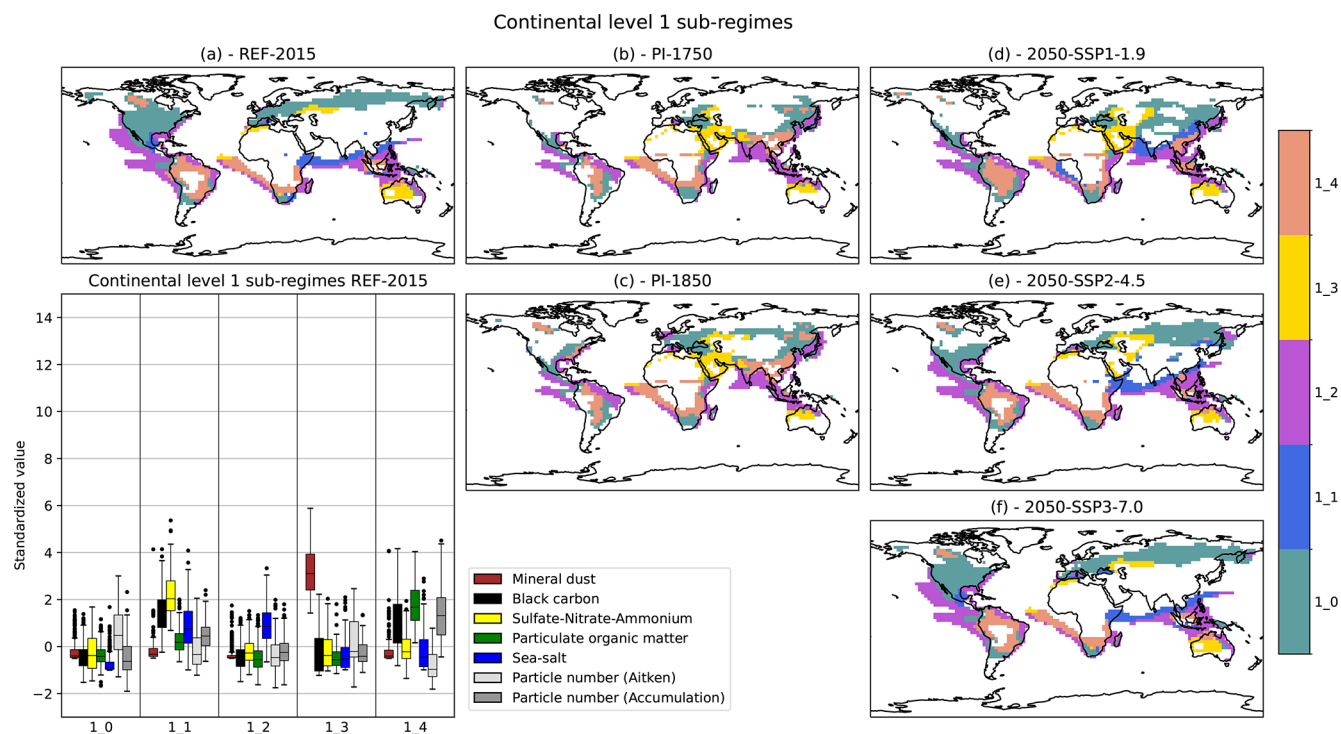 Continental level 1 sub-regimes
(a) - REF-2015
(b) - PI-1750
(d) - 2050-SSP1-1.9
Continental level 1 sub-regimes REF-2015
(c) - PI-1850
(e) - 2050-SSP2-4.5
(f) - 2050-SSP3-7.0
Standardized value
14
12
10
8
6
4
2
0
−2
1_0
1_1
1_2
1_3
1_4
Mineral dust
Black carbon
Sulfate-Nitrate-Ammonium
Particulate organic matter
Sea-salt
Particle number (Aitken)
Particle number (Accumulation)
1_4
1_3
1_2
1_1
1_0